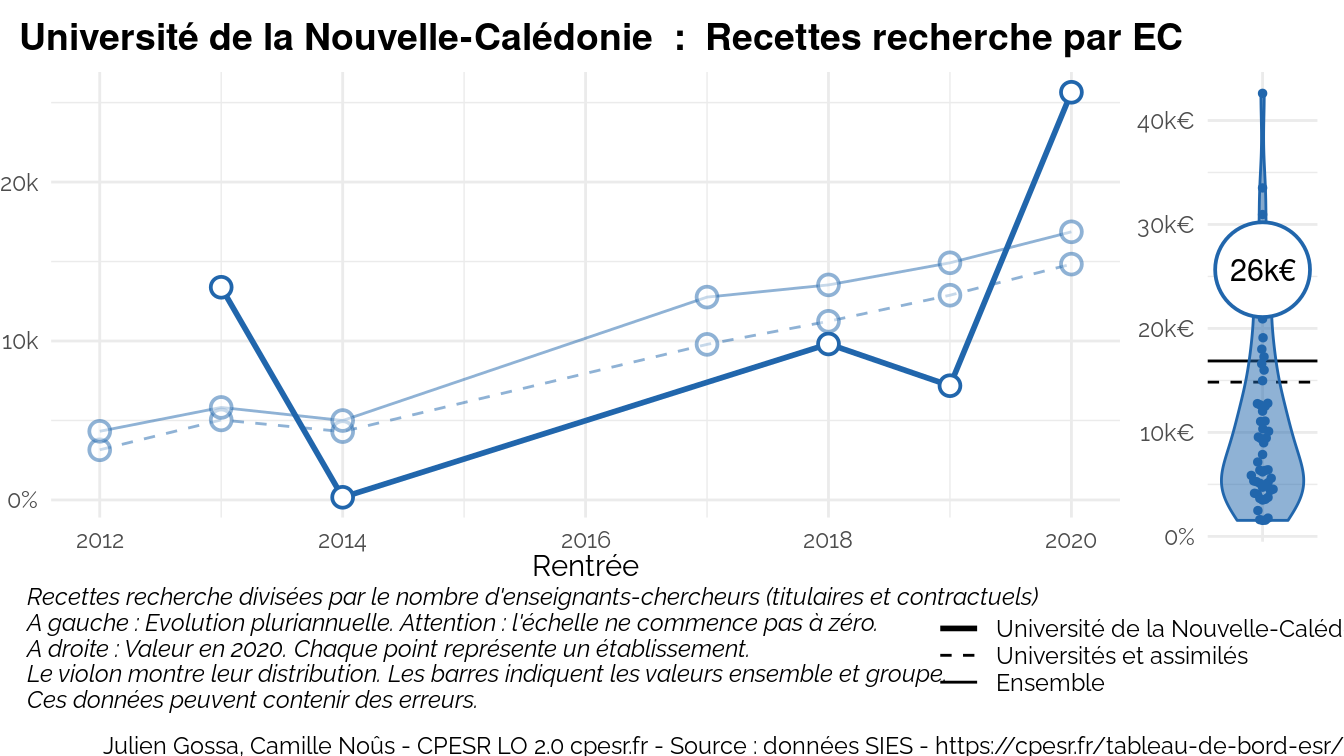 Université de la Nouvelle-Calédonie : Recettes recherche par EC
20k
10k
0%
2012 2014 2016 2018 2020
Rentrée
40k€
30k€
26k€
20k€
10k€
0%
Recettes recherche divisées par le nombre d'enseignants-chercheurs (titulaires et contractuels)
A gauche : Evolution pluriannuelle. Attention : l'échelle ne commence pas à zéro.
A droite : Valeur en 2020. Chaque point représente un établissement.
Le violon montre leur distribution. Les barres indiquent les valeurs ensemble et groupe.
Ces données peuvent contenir des erreurs.
Université de la Nouvelle-Caléd
Universités et assimilés
Ensemble
Julien Gossa, Camille Noûs - CPESR LO 2.0 cpesr.fr - Source : données SIES - https://cpesr.fr/tableau-de-bord-esr/